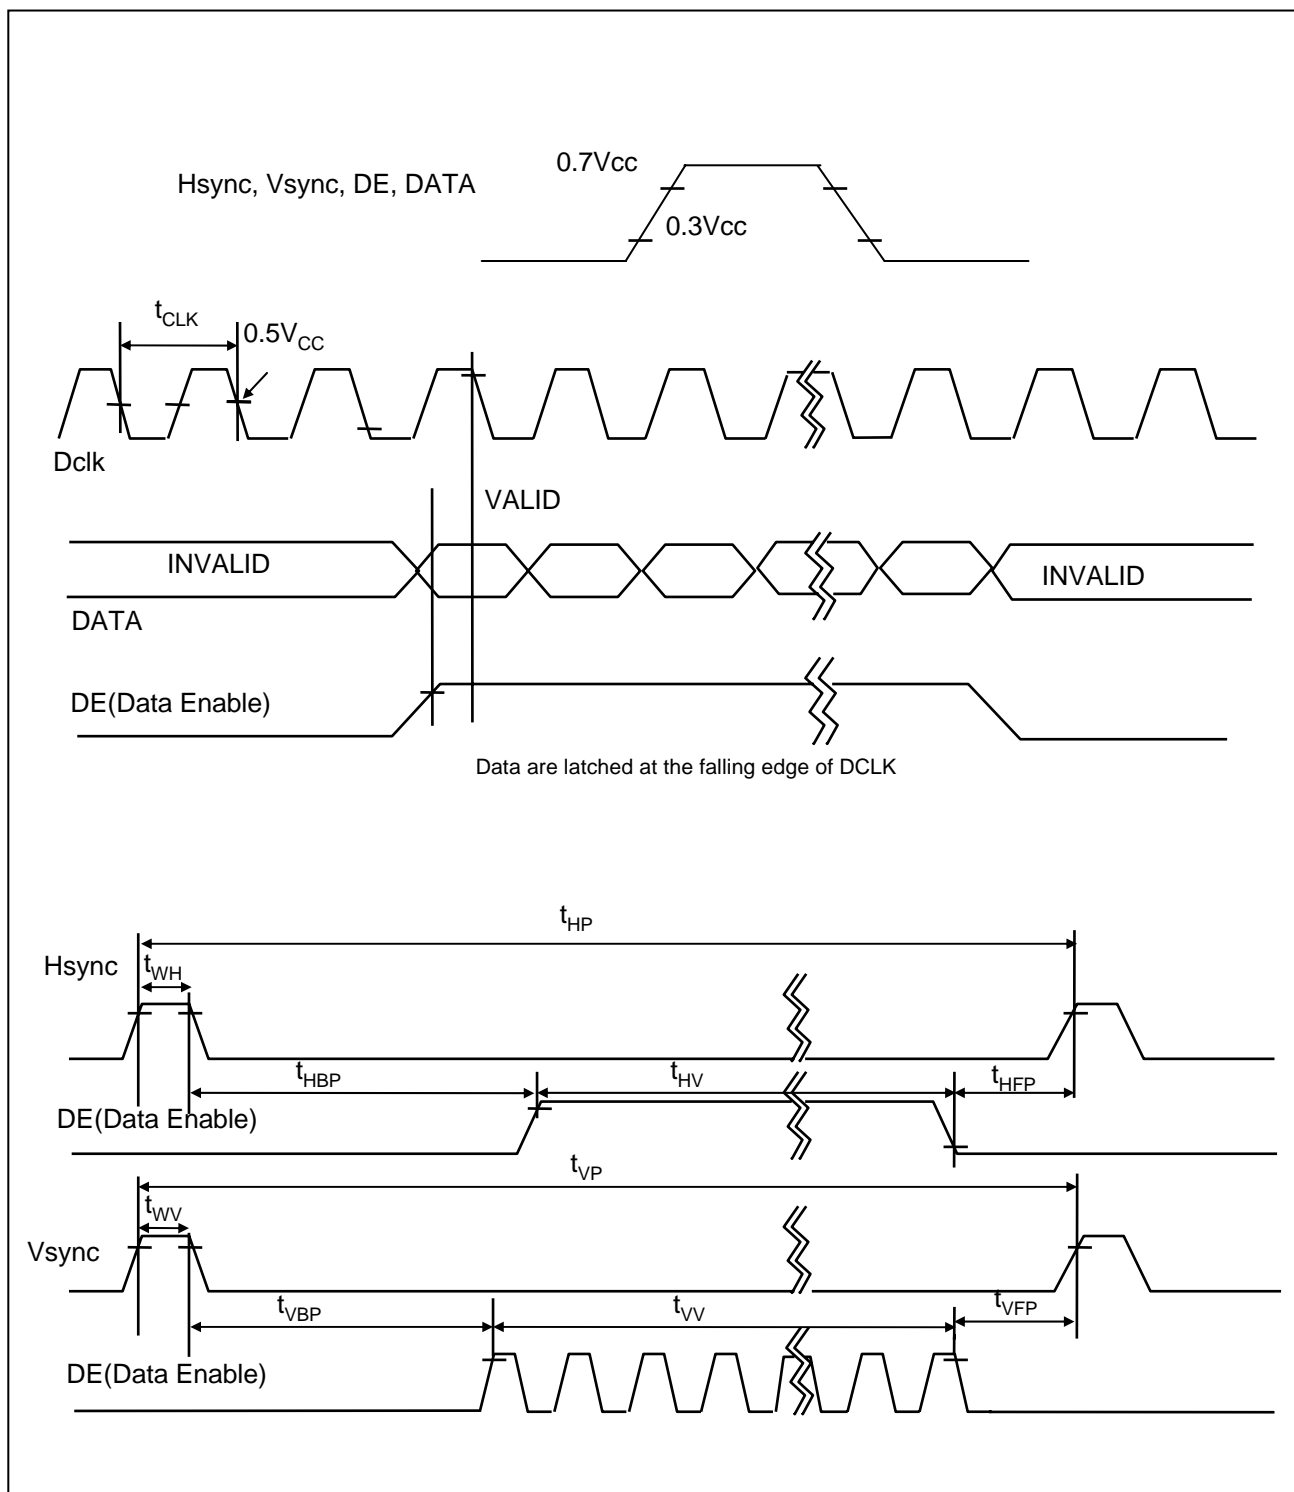 0.7Vcc
Hsync, Vsync, DE, DATA
0.3Vcc
tCLK
0.5VCC
Dclk
VALID
INVALID
INVALID
DATA
DE(Data Enable)
Data are latched at the falling edge of DCLK
tHP
Hsync
tWH
tHBP
tHV
tHFP
DE(Data Enable)
tVP
tWV
Vsync
tVBP
tVV
tVFP
DE(Data Enable)